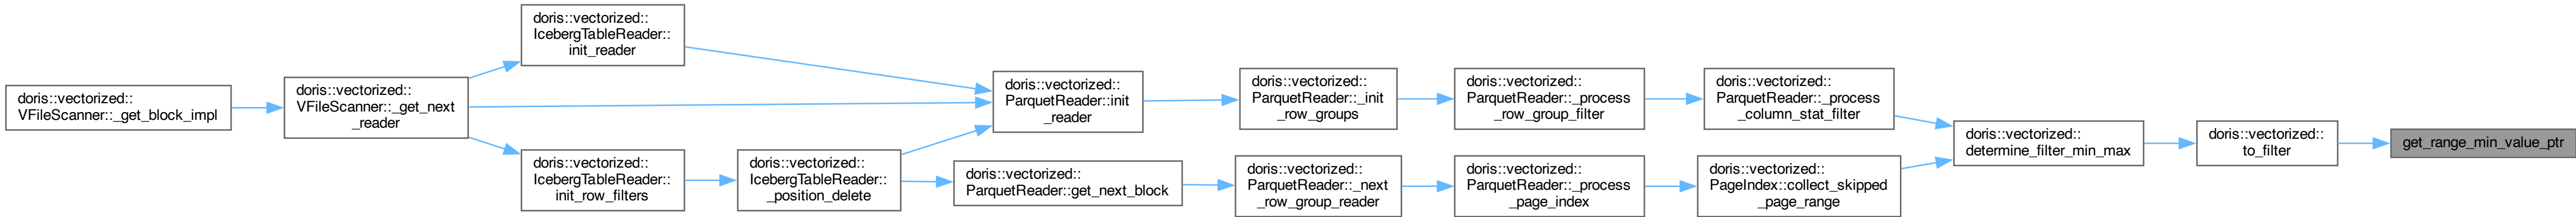 doris::vectorized::
VFileScanner::_get_block_impl
doris::vectorized::
VFileScanner::_get_next
_reader
doris::vectorized::
IcebergTableReader::
init_reader
doris::vectorized::
IcebergTableReader::
init_row_filters
doris::vectorized::
IcebergTableReader::
_position_delete
doris::vectorized::
ParquetReader::init
_reader
doris::vectorized::
ParquetReader::get_next_block
doris::vectorized::
ParquetReader::_init
_row_groups
doris::vectorized::
ParquetReader::_next
_row_group_reader
doris::vectorized::
ParquetReader::_process
_row_group_filter
doris::vectorized::
ParquetReader::_process
_page_index
doris::vectorized::
ParquetReader::_process
_column_stat_filter
doris::vectorized::
PageIndex::collect_skipped
_page_range
doris::vectorized::
determine_filter_min_max
doris::vectorized::
to_filter
get_range_min_value_ptr